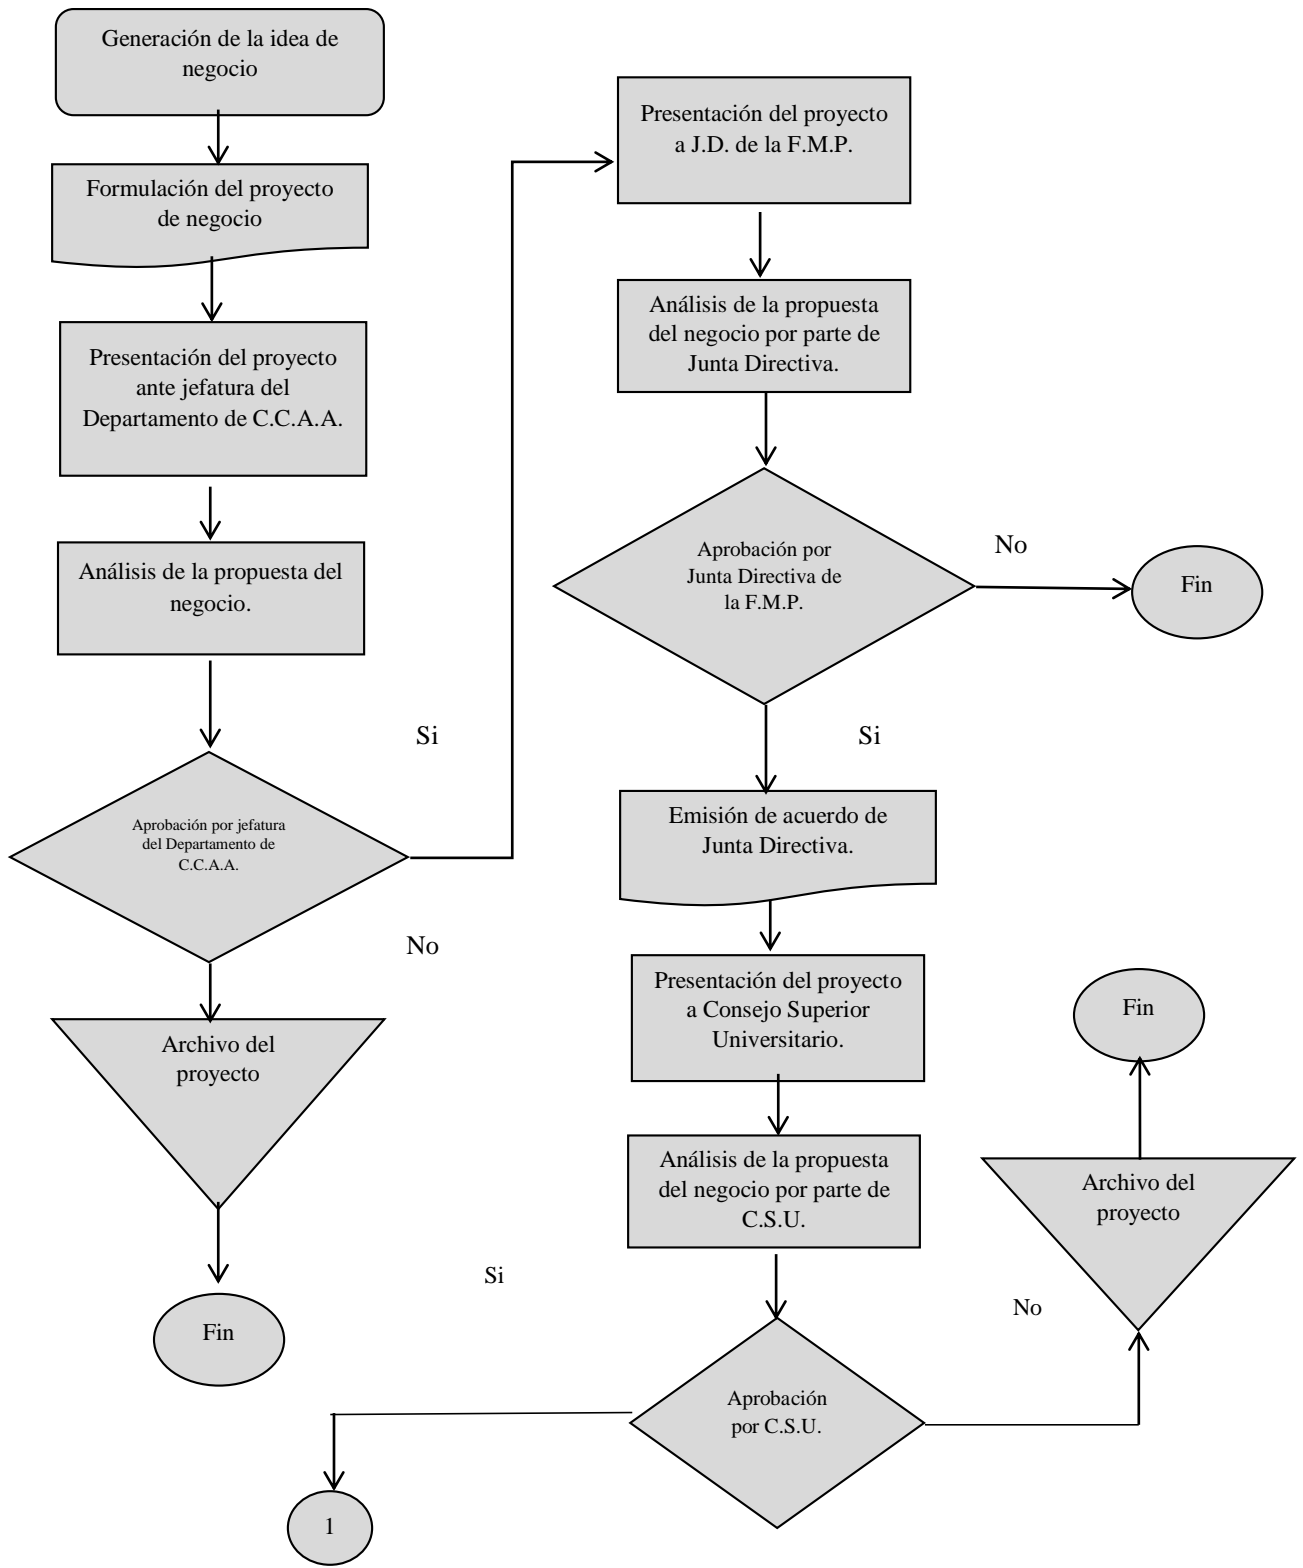 Generación de la idea de
negocio
Formulación del proyecto
de negocio
Presentación del proyecto
ante jefatura del
Departamento de C.C.A.A.
Análisis de la propuesta del
negocio.
Si
Aprobación por jefatura
del Departamento de
C.C.A.A.
No
Archivo del
proyecto
Fin
Presentación del proyecto
a J.D. de la F.M.P.
Análisis de la propuesta
del negocio por parte de
Junta Directiva.
Aprobación por
Junta Directiva de
la F.M.P.
No
Fin
Si
Emisión de acuerdo de
Junta Directiva.
Presentación del proyecto
a Consejo Superior
Universitario.
Análisis de la propuesta
del negocio por parte de
C.S.U.
Si
Aprobación
por C.S.U.
No
Archivo del
proyecto
Fin
1